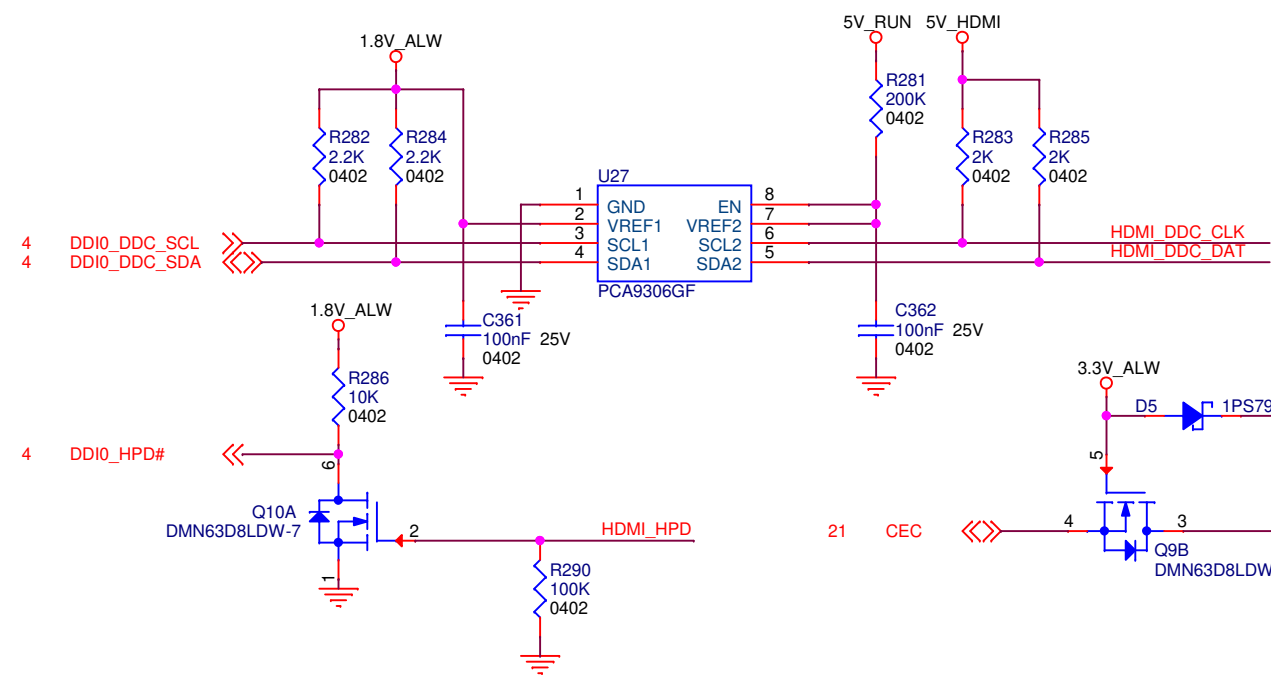 5V_RUN 5V_HDMI
1.8V_ALW
R281
200K
0402
R282
2.2K
0402
R284
2.2K
0402
R283
2K
0402
R285
2K
0402
U27
1 GND EN 8
2 VREF1 VREF2 7
3 SCL1 SCL2 6
4 SDA1 SDA2 5
PCA9306GF
4 DDI0_DDC_SCL
4 DDI0_DDC_SDA
HDMI_DDC_CLK
HDMI_DDC_DAT
1.8V_ALW
C361
100nF 25V
0402
C362
100nF 25V
0402
R286
10K
0402
3.3V_ALW
D5 1PS79
4 DDI0_HPD#
6
5
Q10A
DMN63D8LDW-7
2
HDMI_HPD
1
R290
100K
0402
21 CEC
4 3
Q9B
DMN63D8LDW